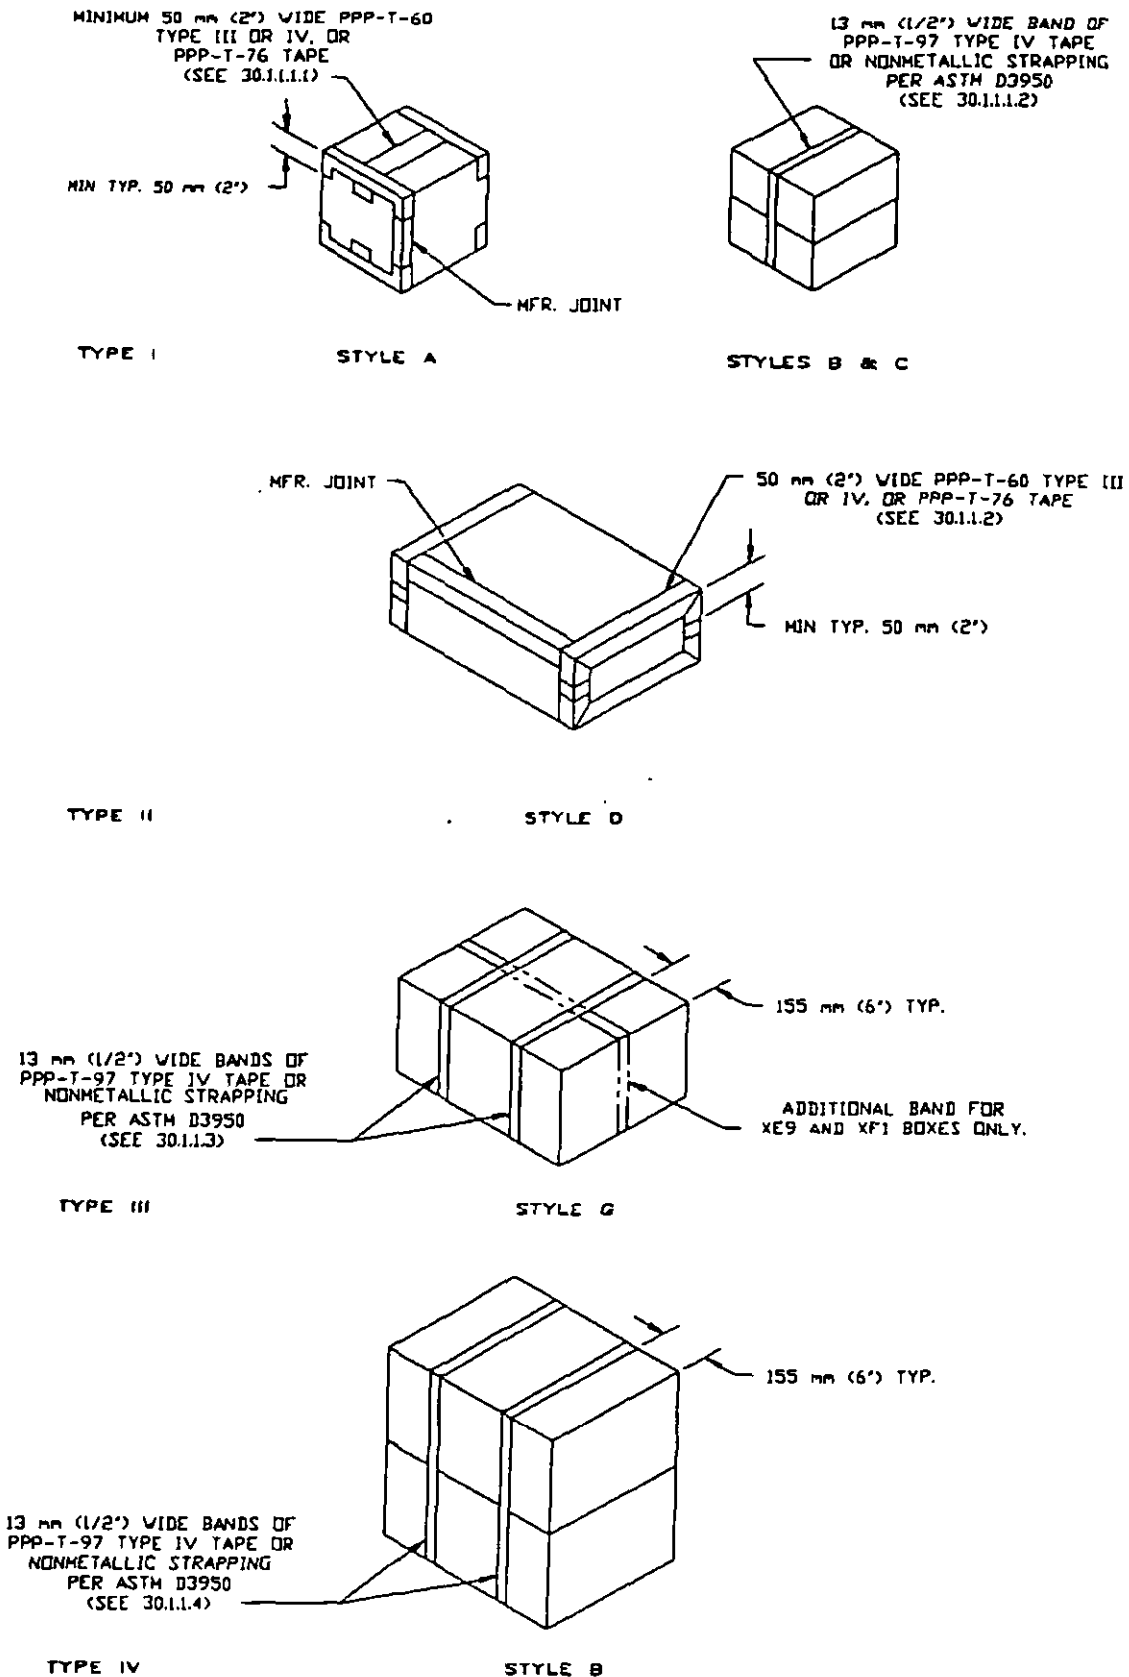 MINIMUM 50 mm (2") WIDE PPP-T-60
TYPE III OR IV, OR
PPP-T-76 TAPE
(SEE 30.1.1.1.1)
MIN TYP. 50 mm (2")
MFR. JOINT
TYPE I
STYLE A
13 mm (1/2") WIDE BAND OF
PPP-T-97 TYPE IV TAPE
OR NONMETALLIC STRAPPING
PER ASTM D3950
(SEE 30.1.1.1.2)
STYLES B & C
MFR. JOINT
50 mm (2") WIDE PPP-T-60 TYPE III
OR IV, OR PPP-T-76 TAPE
(SEE 30.1.1.2)
MIN TYP. 50 mm (2")
TYPE II
STYLE D
155 mm (6") TYP.
13 mm (1/2") WIDE BANDS OF
PPP-T-97 TYPE IV TAPE OR
NONMETALLIC STRAPPING
PER ASTM D3950
(SEE 30.1.1.3)
ADDITIONAL BAND FOR
XE9 AND XF1 BOXES ONLY.
TYPE III
STYLE G
155 mm (6") TYP.
13 mm (1/2") WIDE BANDS OF
PPP-T-97 TYPE IV TAPE OR
NONMETALLIC STRAPPING
PER ASTM D3950
(SEE 30.1.1.4)
TYPE IV
STYLE B